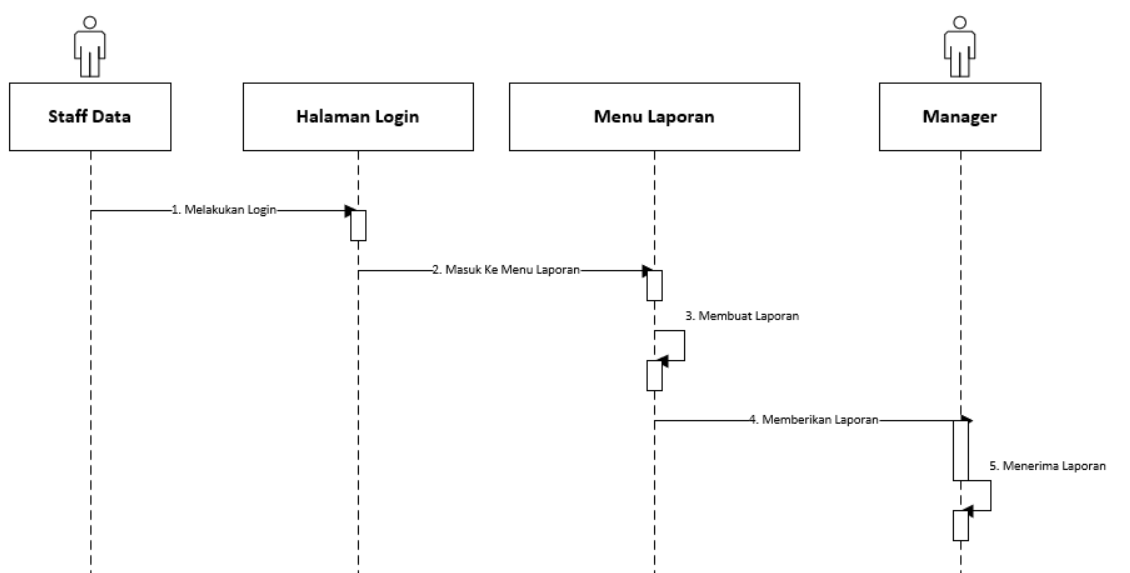 Staff Data
Halaman Login
Menu Laporan
Manager
1. Melakukan Login
2. Masuk Ke Menu Laporan
3. Membuat Laporan
4. Memberikan Laporan
5. Menerima Laporan